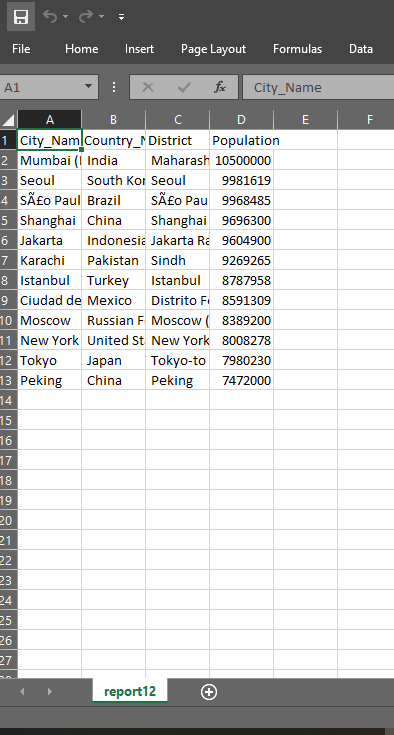 File Home Insert Page Layout Formulas Data
A1 fx City_Name
A B C D E F
1 City_Nam Country_N District Population
2 Mumbai ( India Maharash 10500000
3 Seoul South Kor Seoul 9981619
4 SÃ£o Paul Brazil SÃ£o Pau 9968485
5 Shanghai China Shanghai 9696300
6 Jakarta Indonesia Jakarta Ra 9604900
7 Karachi Pakistan Sindh 9269265
8 Istanbul Turkey Istanbul 8787958
9 Ciudad de Mexico Distrito Fe 8591309
10 Moscow Russian F Moscow ( 8389200
11 New York United St New York 8008278
12 Tokyo Japan Tokyo-to 7980230
13 Peking China Peking 7472000
14
15
16
17
18
19
20
21
22
23
24
25
26
27
report12